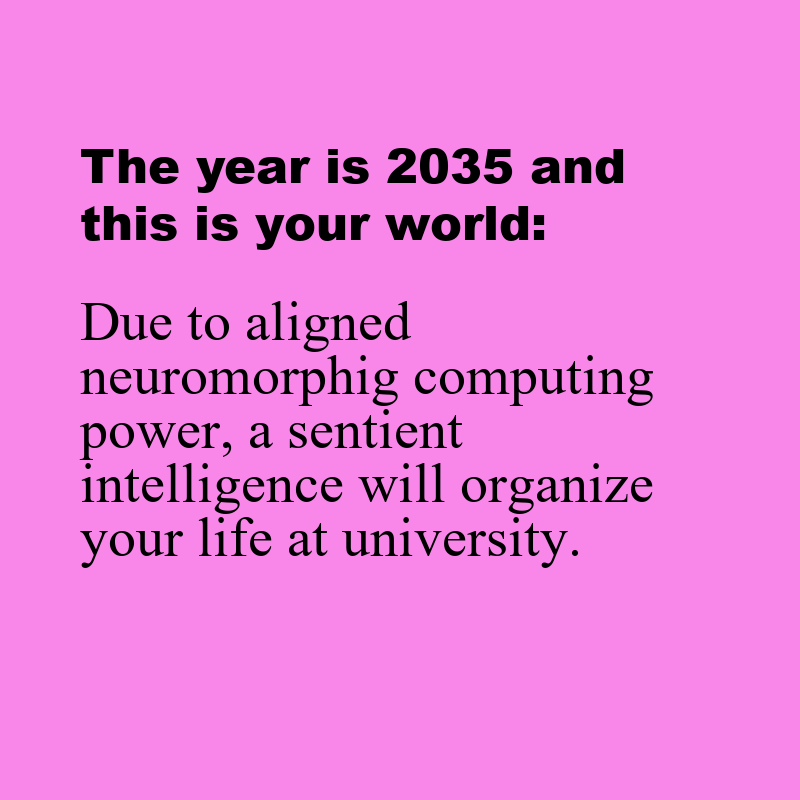 The year is 2035 and
this is your world:
Due to aligned
neuromorphig computing
power, a sentient
intelligence will organize
your life at university.